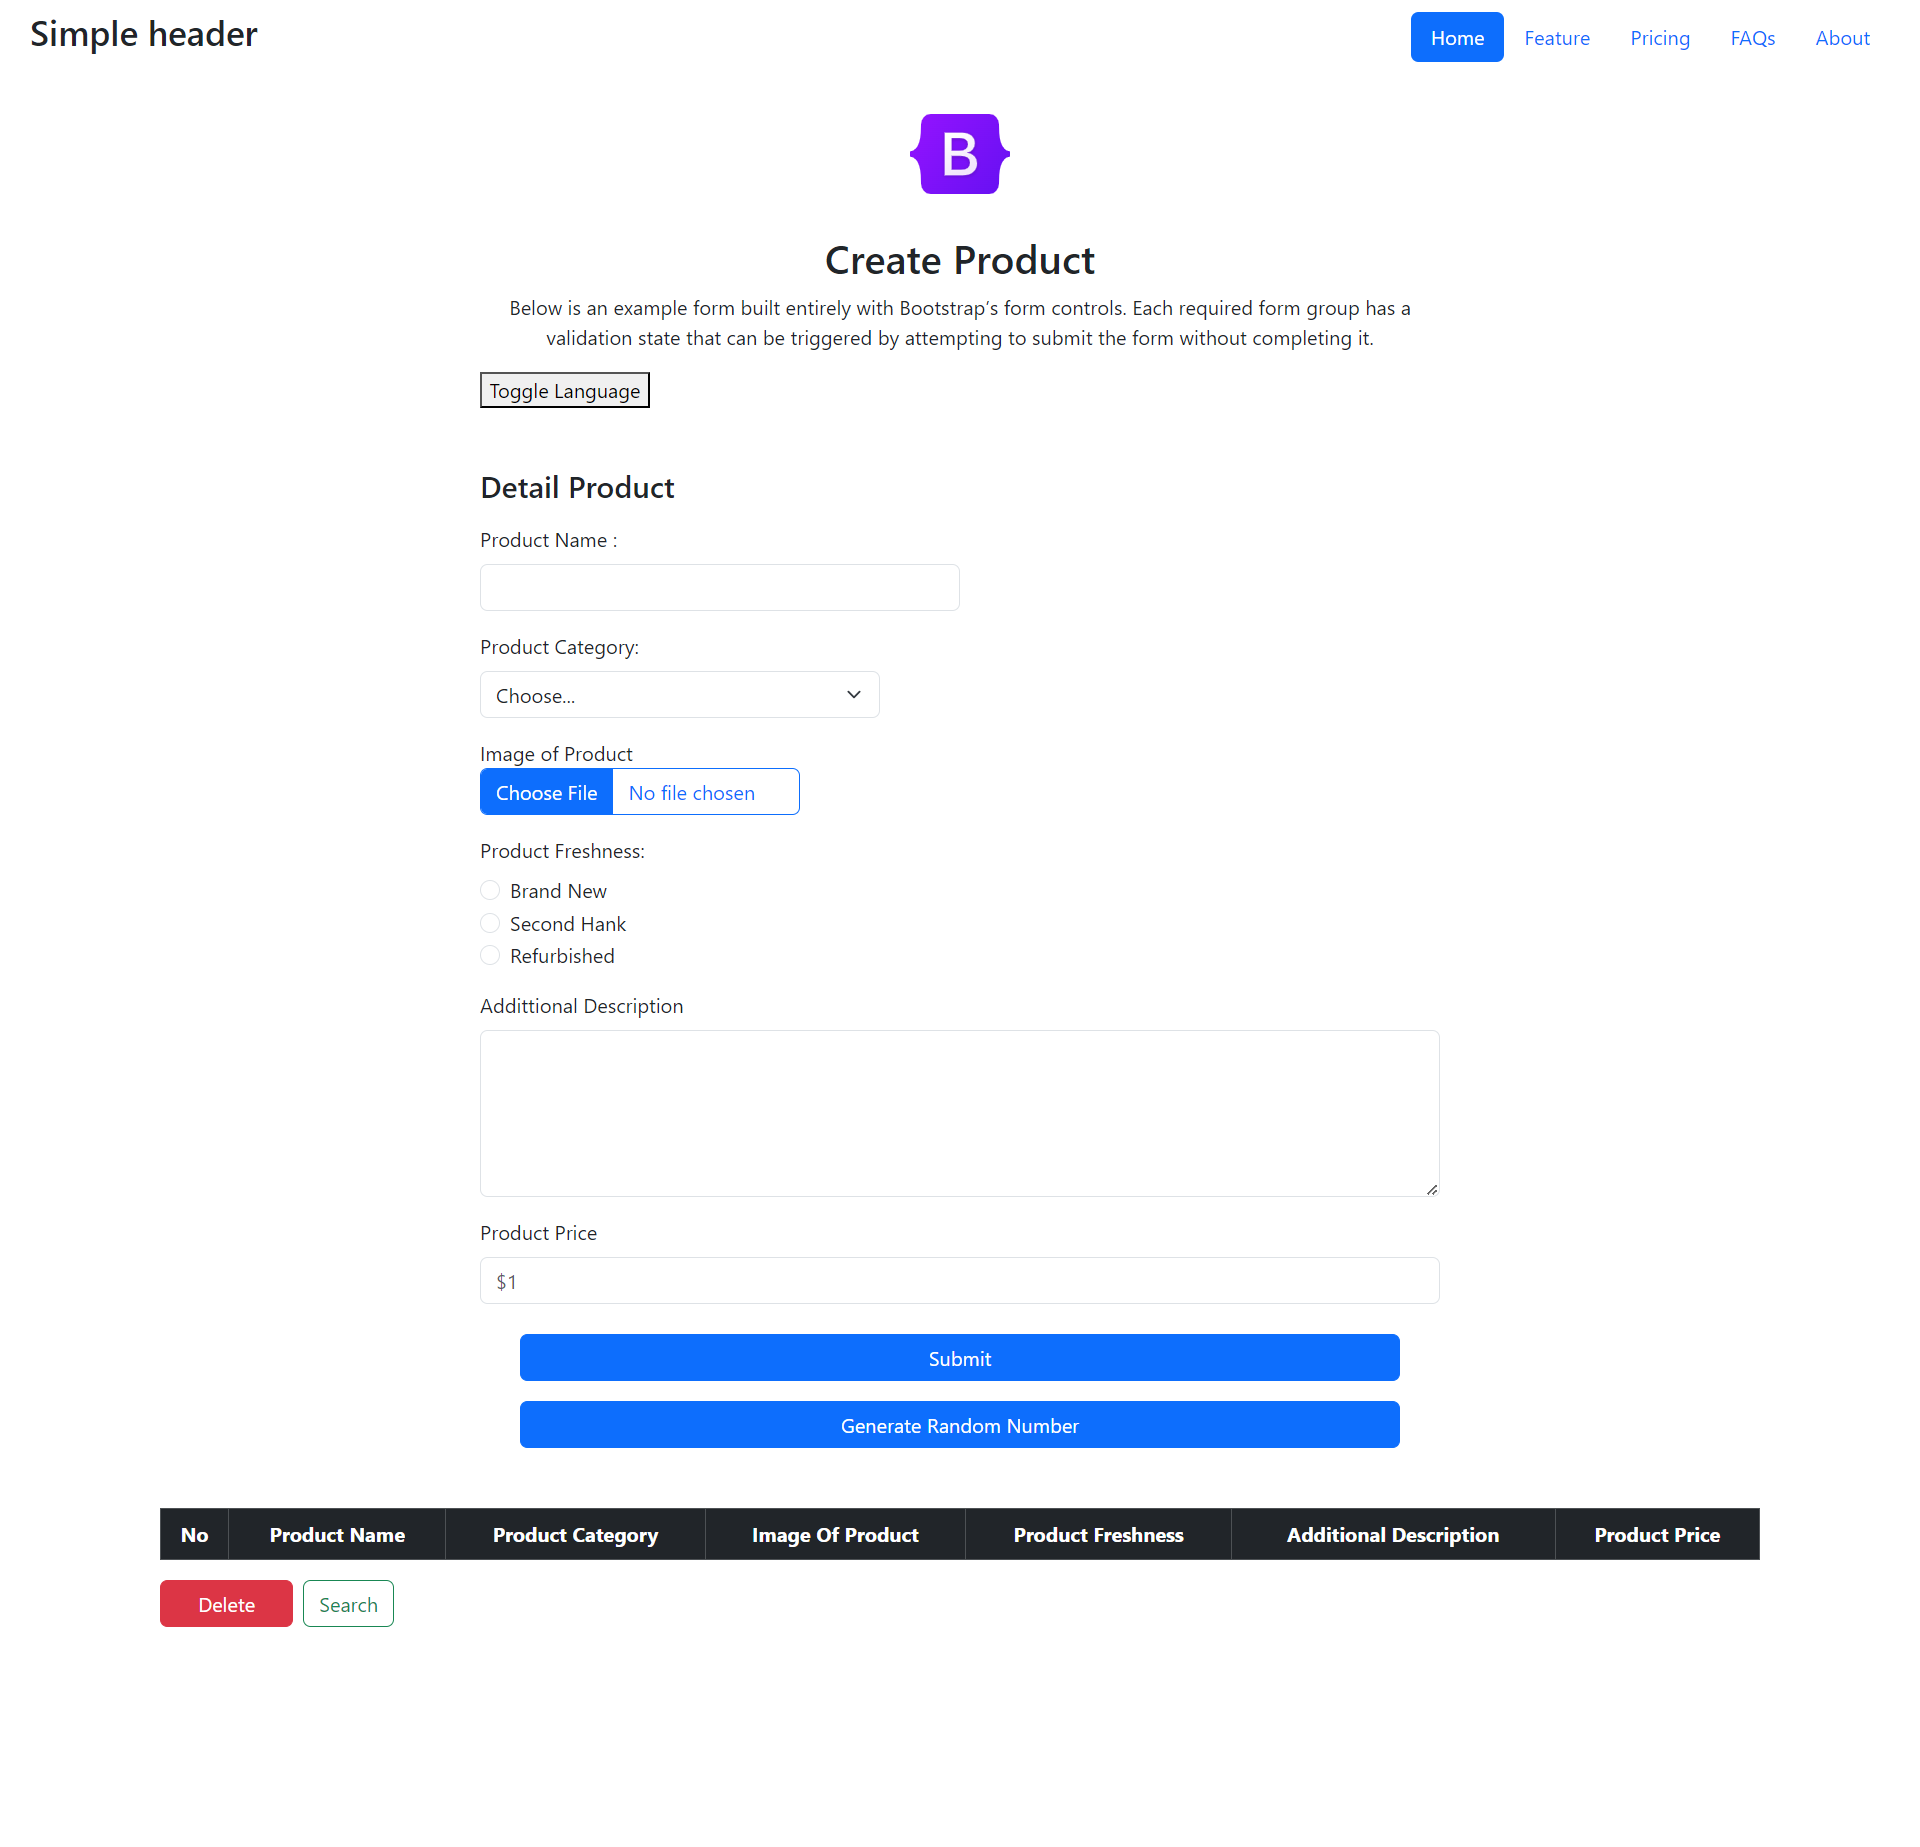 Simple header
Home Feature Pricing FAQs About
B
Create Product
Below is an example form built entirely with Bootstrap's form controls. Each required form group has a
validation state that can be triggered by attempting to submit the form without completing it.
Toggle Language
Detail Product
Product Name :
Product Category:
Choose...
Image of Product
Choose File No file chosen
Product Freshness:
Brand New
Second Hank
Refurbished
Addittional Description
Product Price
$1
Submit
Generate Random Number
No Product Name Product Category Image Of Product Product Freshness Additional Description Product Price
Delete Search